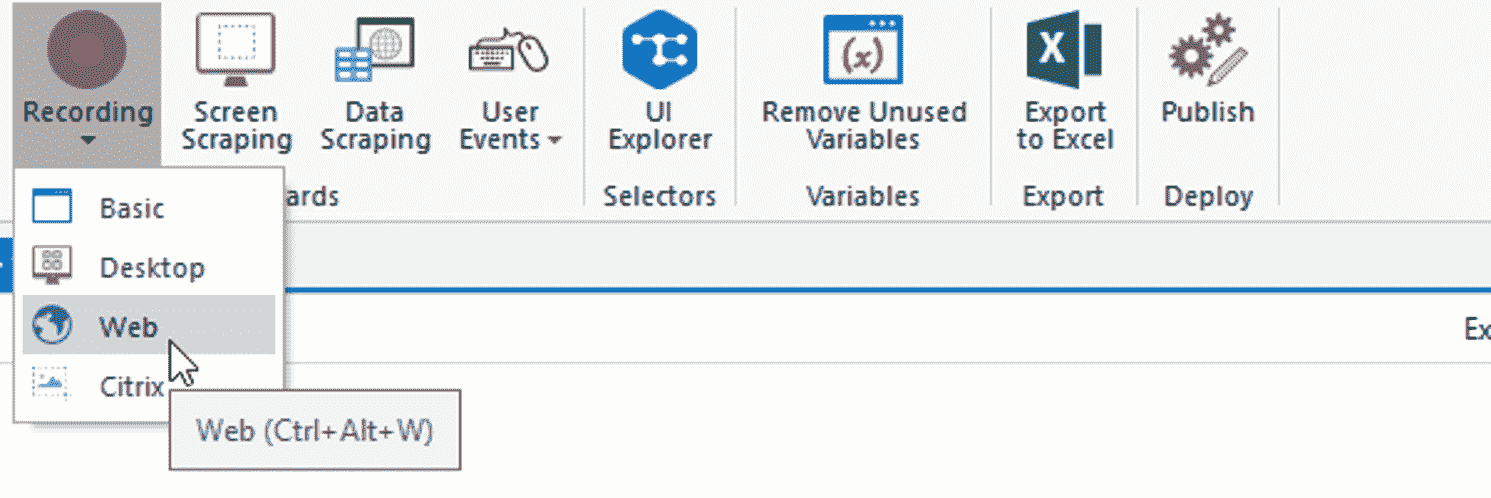 Recording
Screen
Scraping
Data
Scraping
User
Events
UI
Explorer
Remove Unused
Variables
(x)
X
Export
to Excel
Publish
ards
Selectors
Variables
Export
Deploy
Basic
Desktop
Web
Citrix
Web (Ctrl+Alt+W)
Ex